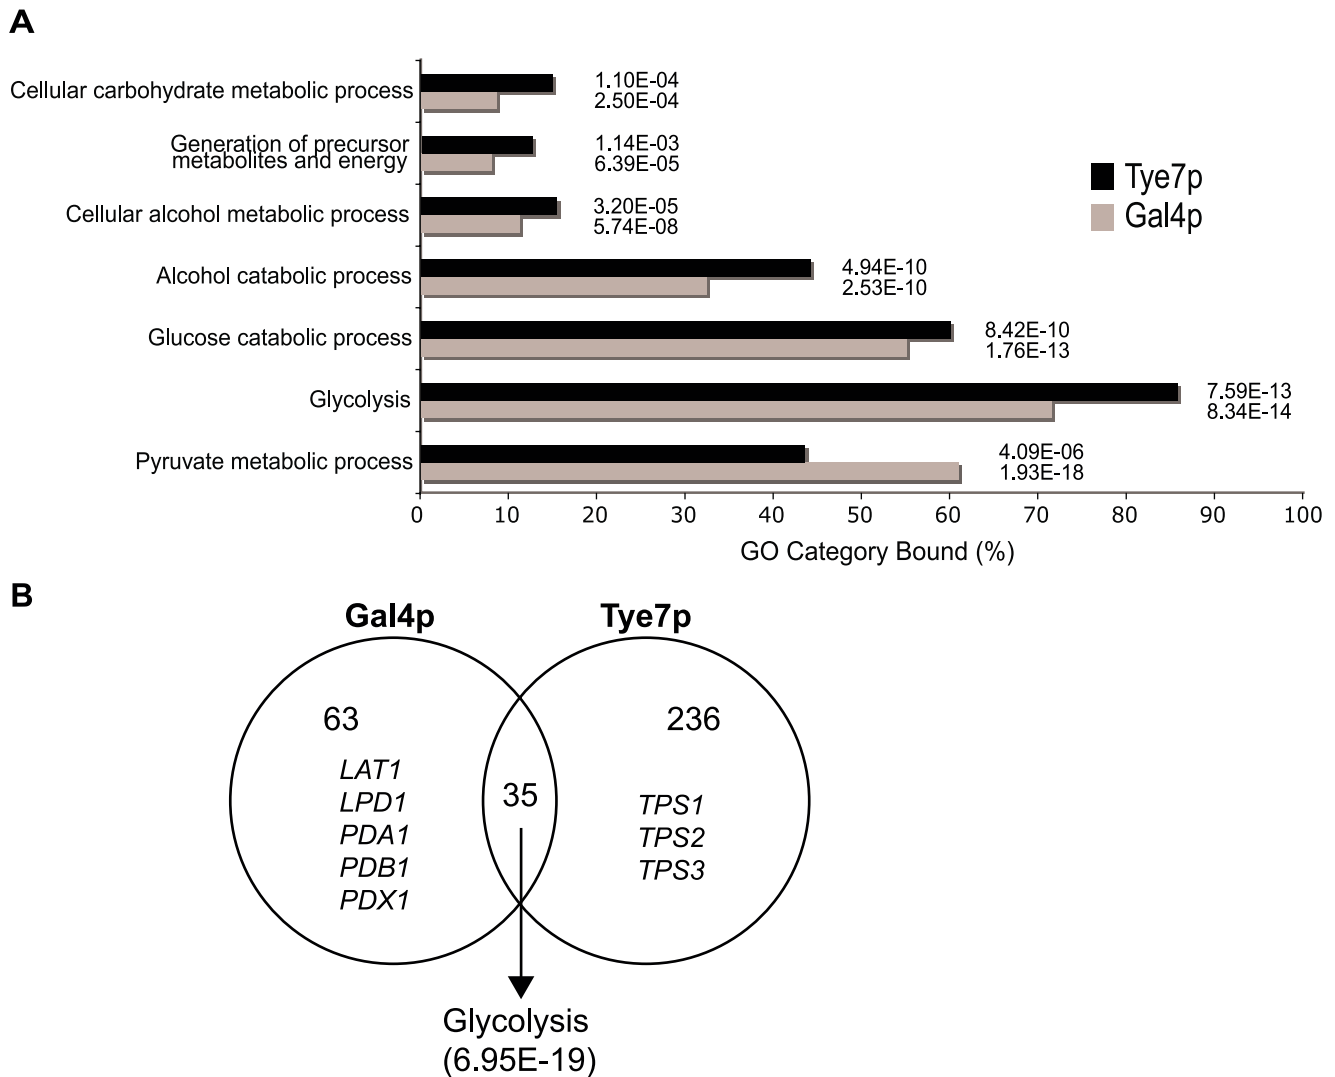 A
Cellular carbohydrate metabolic process
1.10E-04
2.50E-04
Generation of precursor
metabolites and energy
1.14E-03
6.39E-05
Cellular alcohol metabolic process
3.20E-05
5.74E-08
Alcohol catabolic process
4.94E-10
2.53E-10
Glucose catabolic process
8.42E-10
1.76E-13
Glycolysis
7.59E-13
8.34E-14
Pyruvate metabolic process
4.09E-06
1.93E-18
Tye7p
Gal4p
0 10 20 30 40 50 60 70 80 90 100
GO Category Bound (%)
B
Gal4p
Tye7p
63
LAT1
LPD1
PDA1
PDB1
PDX1
35
236
TPS1
TPS2
TPS3
Glycolysis
(6.95E-19)